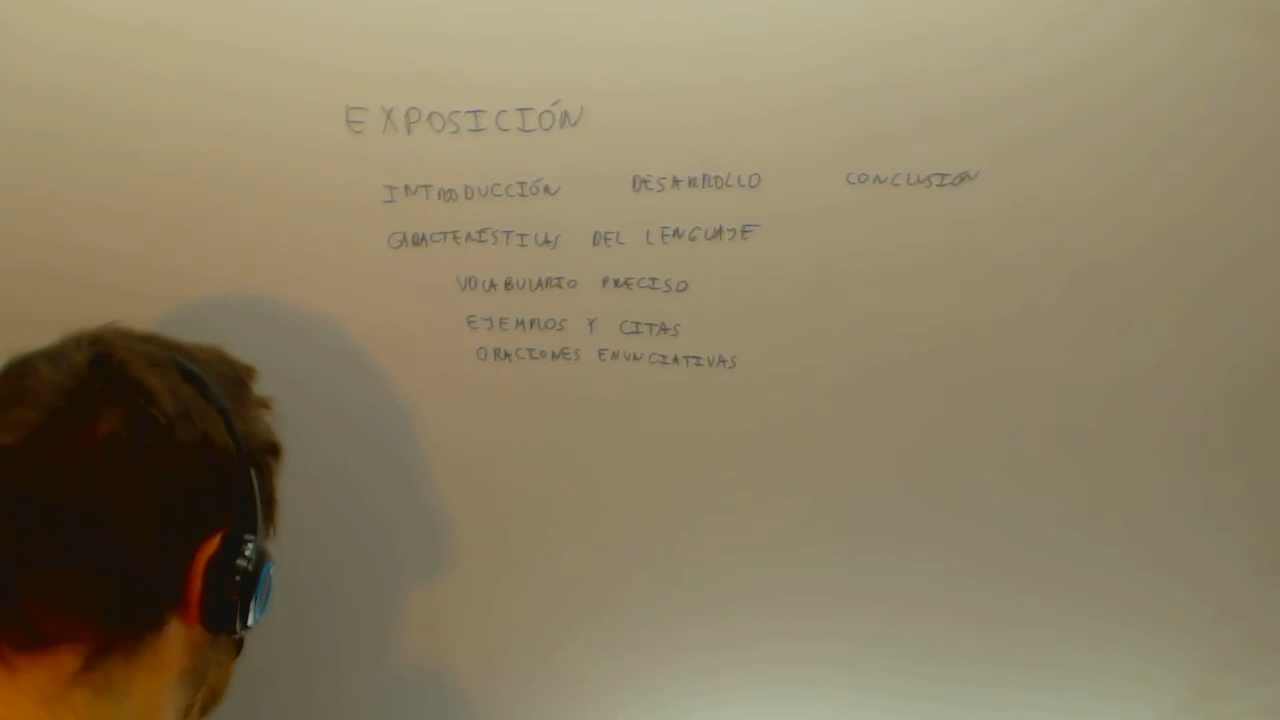 EXPOSICIÓN
INTRODUCCIÓN DESARROLLO CONCLUSIÓN
CARACTERÍSTICAS DEL LENGUAJE
VOCABULARIO PRECISO
EJEMPLOS Y CITAS
ORACIONES ENUNCIATIVAS